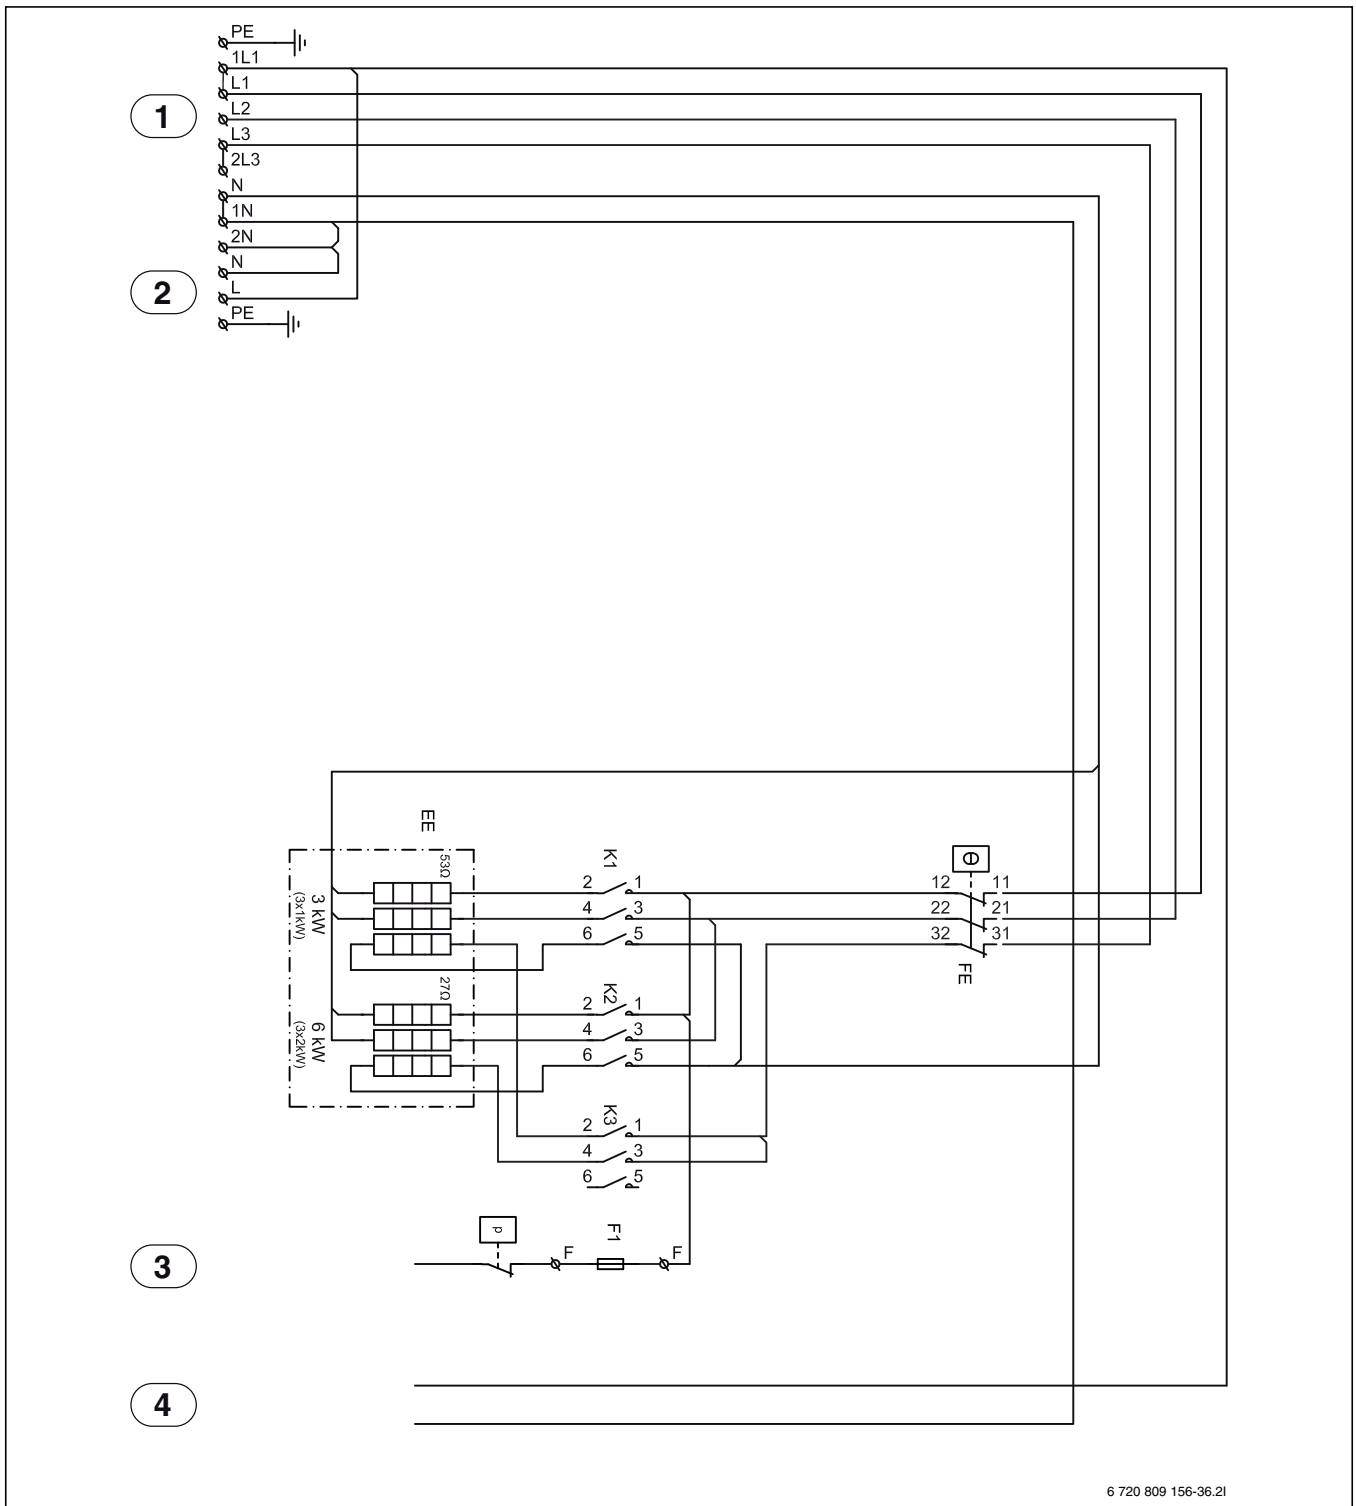 PE
1L1
L1
L2
L3
2L3
N
1N
2N
N
L
PE
1
2
EE
53Ω
3 kW
(3x1kW)
27Ω
6 kW
(3x2kW)
K1
2 1
4 3
6 5
K2
2 1
4 3
6 5
K3
2 1
4 3
6 5
θ
12 11
22 21
32 31
FE
p
F
F1
F
3
4
6 720 809 156-36.2I